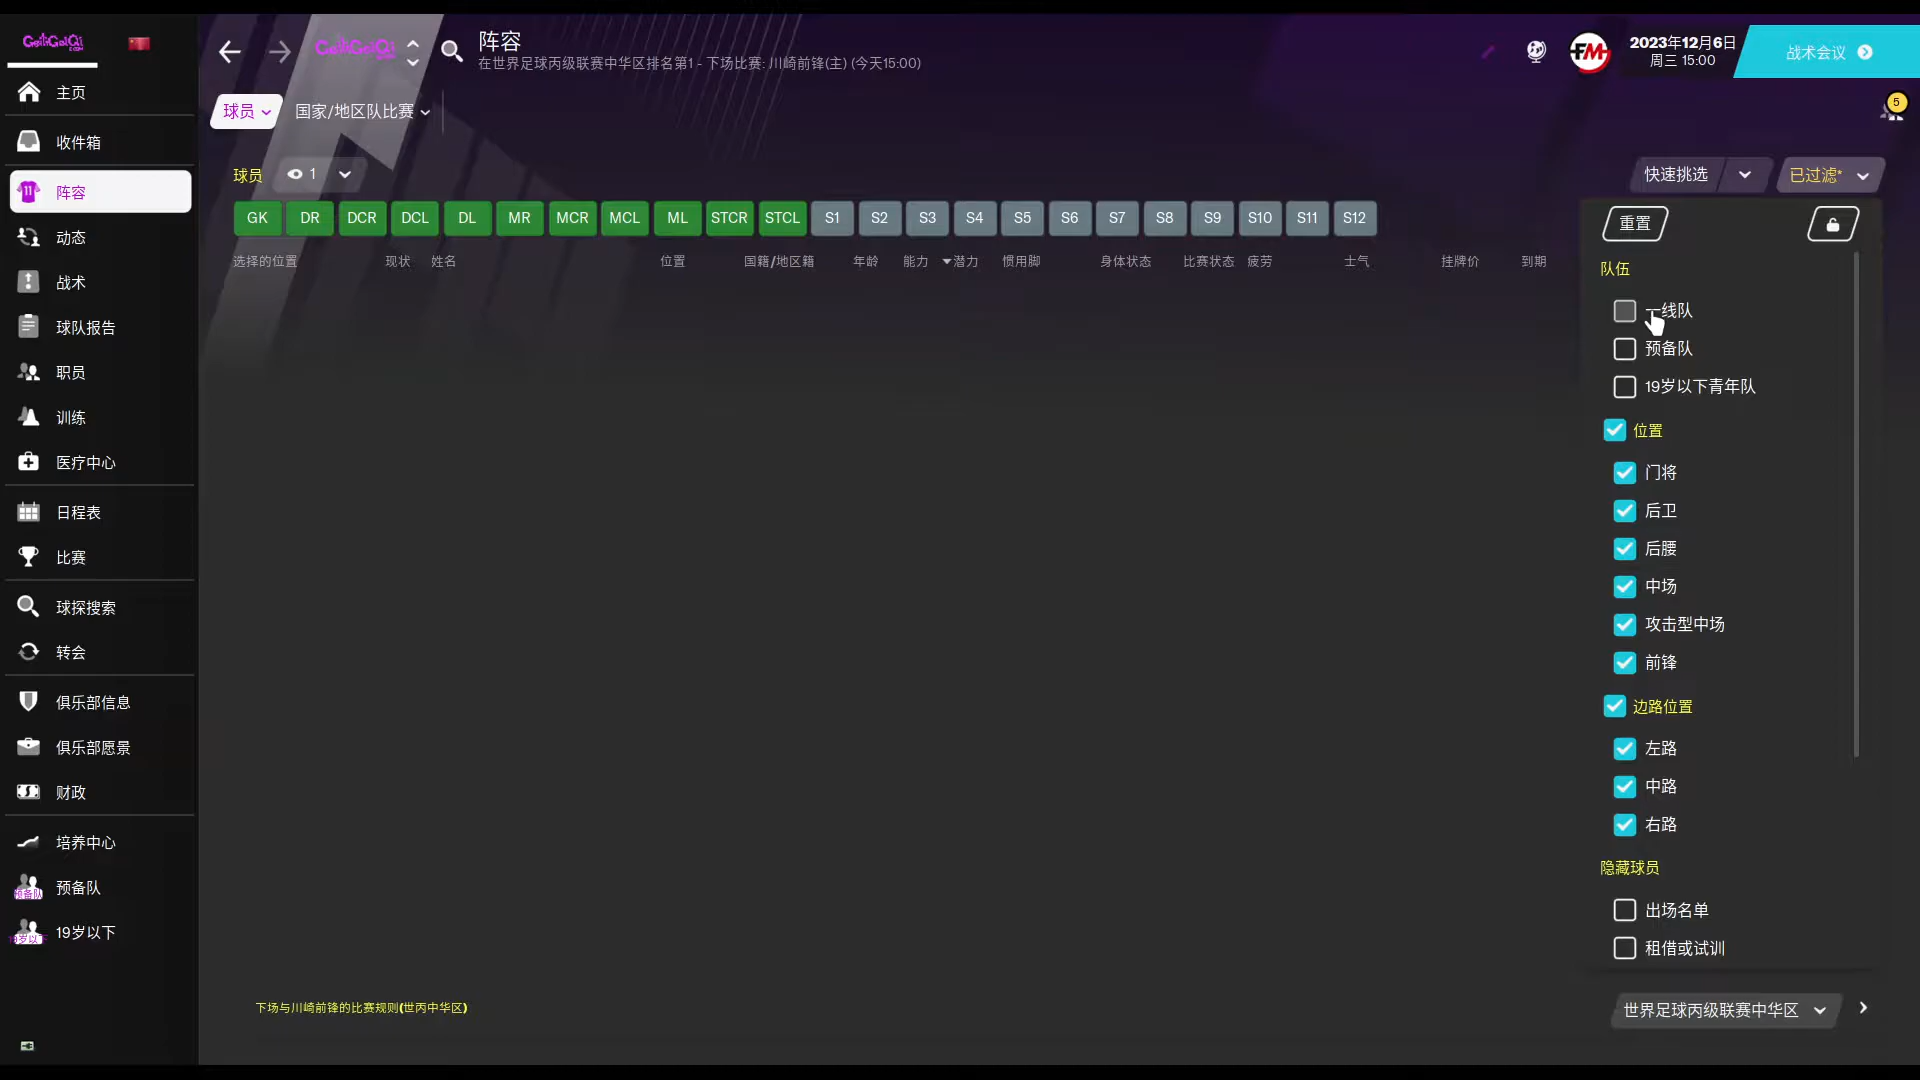 GeiliGaiQi
.COM
主页
收件箱
阵容
动态
战术
球队报告
职员
训练
医疗中心
日程表
比赛
球探搜索
转会
俱乐部信息
俱乐部愿景
财政
培养中心
预备队
预备队
19岁以下
19岁以下
GeiliGaiQi
阵容
在世界足球丙级联赛中华区排名第1 - 下场比赛: 川崎前锋(主) (今天15:00)
FM
2023年12月6日
周三 15:00
战术会议
球员
国家/地区队比赛
5
球员
1
快速挑选
已过滤*
GK DR DCR DCL DL MR MCR MCL ML STCR STCL S1 S2 S3 S4 S5 S6 S7 S8 S9 S10 S11 S12
选择的位置 现状 姓名 位置 国籍/地区籍 年龄 能力 潜力 惯用脚 身体状态 比赛状态 疲劳 士气 挂牌价 到期
重置
队伍
一线队
预备队
19岁以下青年队
位置
门将
后卫
后腰
中场
攻击型中场
前锋
边路位置
左路
中路
右路
隐藏球员
出场名单
租借或试训
下场与川崎前锋的比赛规则(世丙中华区)
世界足球丙级联赛中华区